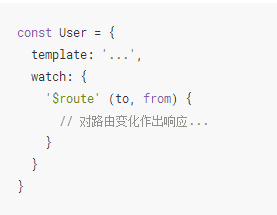 const User = {
  template: '...',
  watch: {
    '$route' (to, from) {
      // 对路由变化作出响应...
    }
  }
}